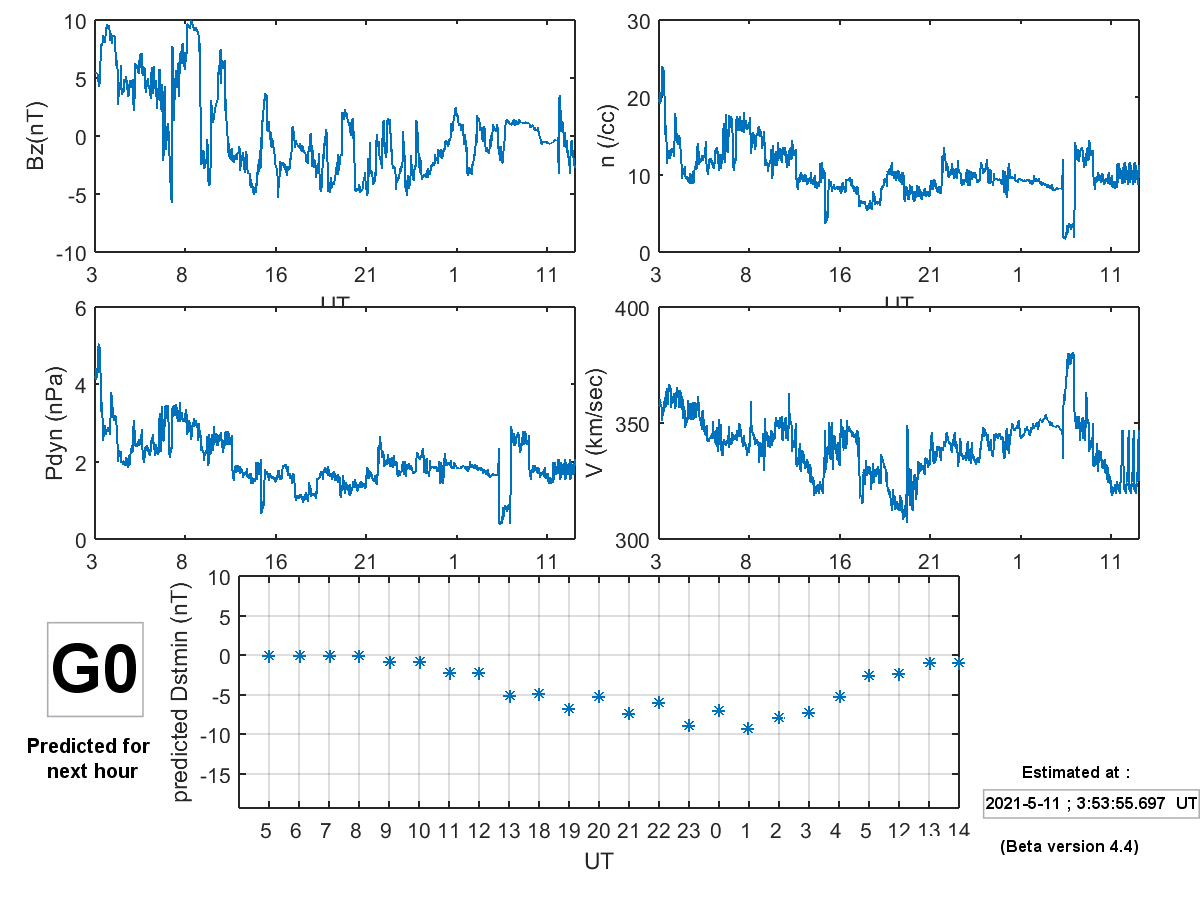 10
5
0
-5
-10
Bz(nT)
3 8 16 21 1 11
UT
30
20
10
0
n (/cc)
3 8 16 21 1 11
UT
6
4
2
0
Pdyn (nPa)
3 8 16 21 1 11
400
350
300
V (km/sec)
3 8 16 21 1 11
10
5
0
-5
-10
-15
predicted Dstmin (nT)
5 6 7 8 9 10 11 12 13 18 19 20 21 22 23 0 1 2 3 4 5 12 13 14
UT
G0
Predicted for
next hour
Estimated at :
2021-5-11 ; 3:53:55.697 UT
(Beta version 4.4)